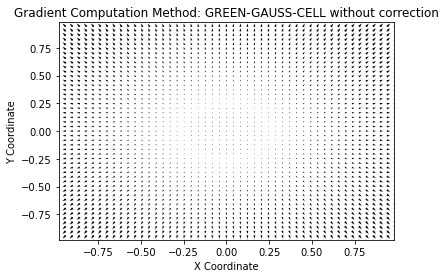 Gradient Computation Method: GREEN-GAUSS-CELL without correction
0.75
0.50
0.25
0.00
−0.25
−0.50
−0.75
Y Coordinate
−0.75 −0.50 −0.25 0.00 0.25 0.50 0.75
X Coordinate